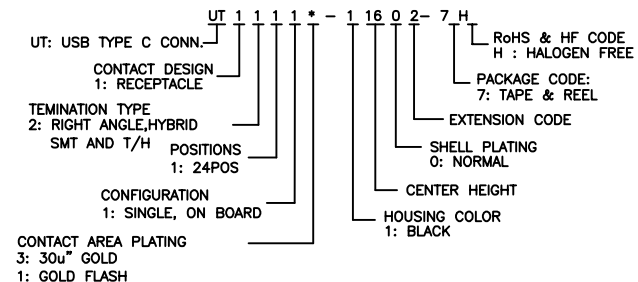 UT 1 1 1 1 * - 1 16 0 2 - 7 H
UT: USB TYPE C CONN.
CONTACT DESIGN
1: RECEPTACLE
TEMINATION TYPE
2: RIGHT ANGLE,HYBRID
SMT AND T/H
POSITIONS
1: 24POS
CONFIGURATION
1: SINGLE, ON BOARD
CONTACT AREA PLATING
3: 30u" GOLD
1: GOLD FLASH
RoHS & HF CODE
H : HALOGEN FREE
PACKAGE CODE:
7: TAPE & REEL
EXTENSION CODE
SHELL PLATING
0: NORMAL
CENTER HEIGHT
HOUSING COLOR
1: BLACK